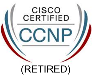 CISCO
CERTIFIED
CCNP
(RETIRED)